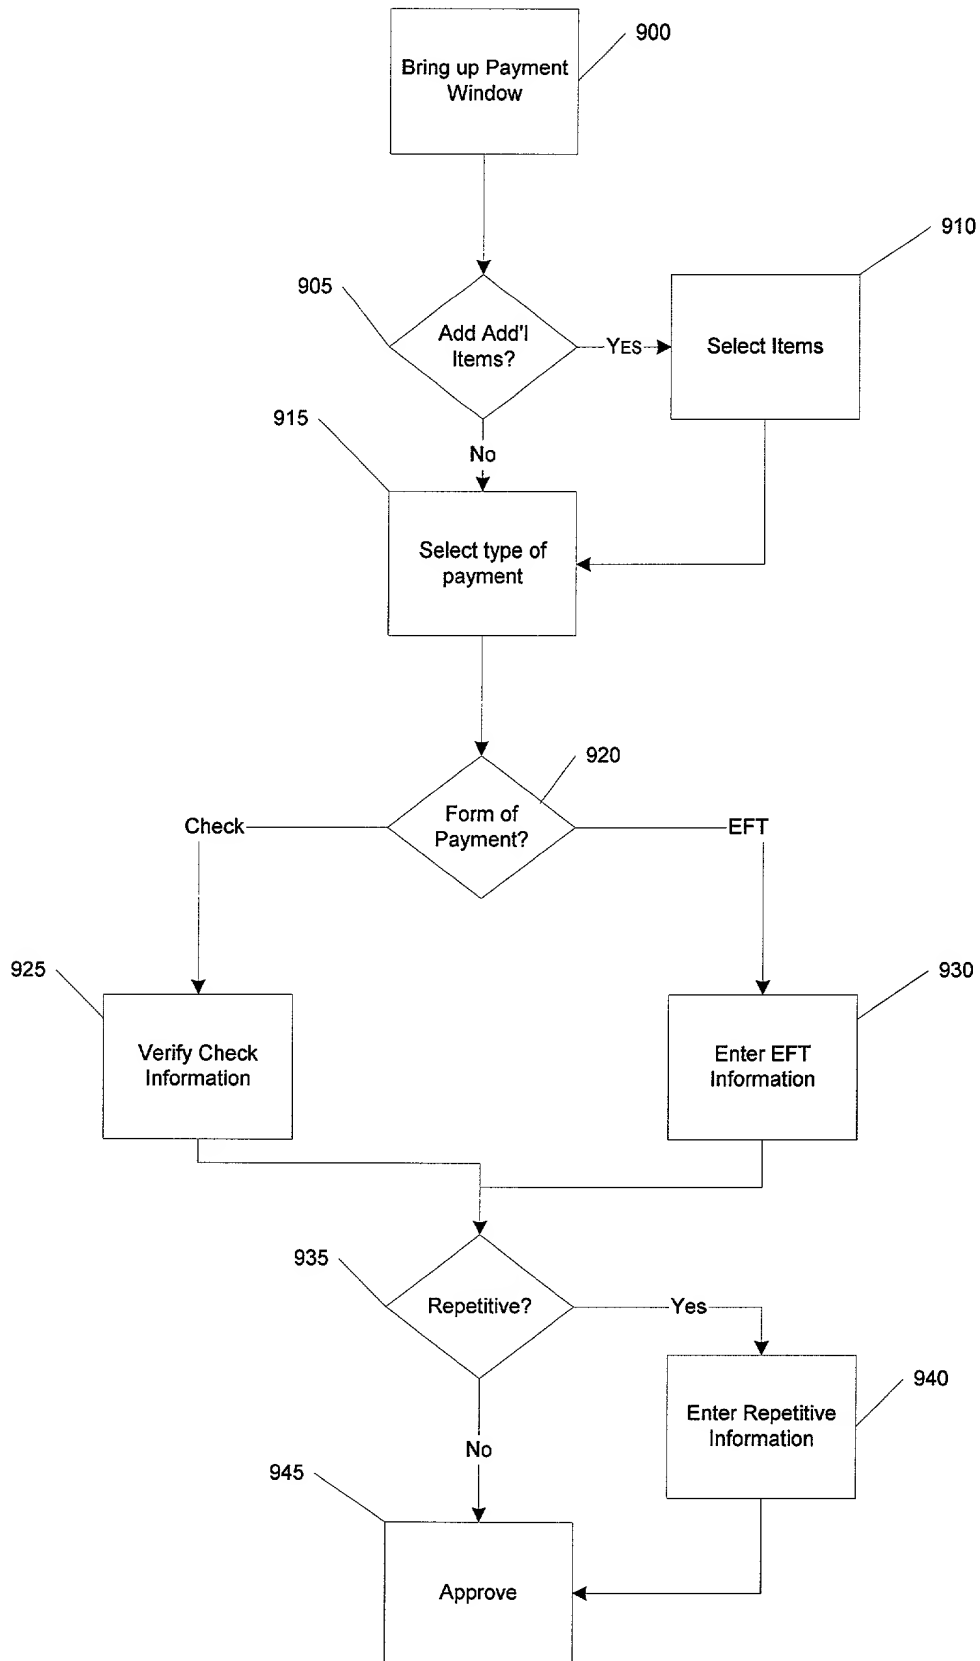 900
Bring up Payment
Window
910
905
Add Add'l
Items?
YES
Select Items
915
No
Select type of
payment
920
Form of
Payment?
Check
EFT
925
930
Verify Check
Information
Enter EFT
Information
935
Repetitive?
Yes
940
Enter Repetitive
Information
No
945
Approve